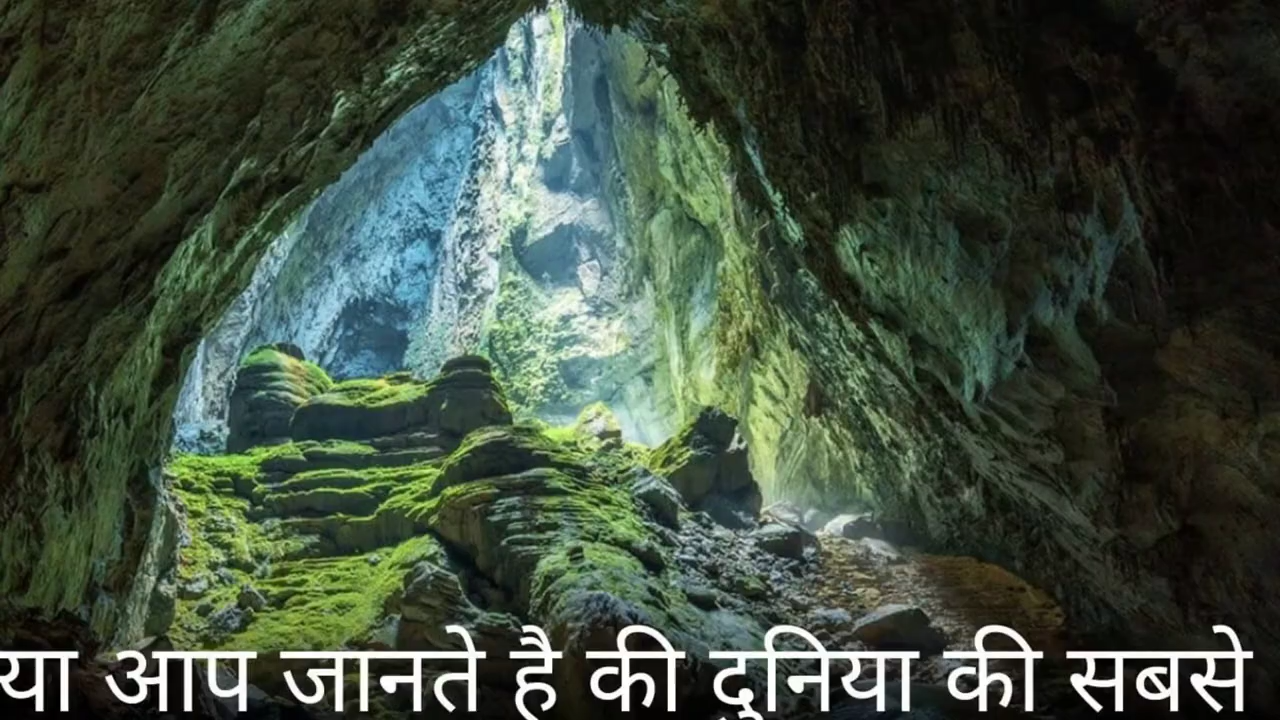 या आप जानते है की दुनिया की सबसे